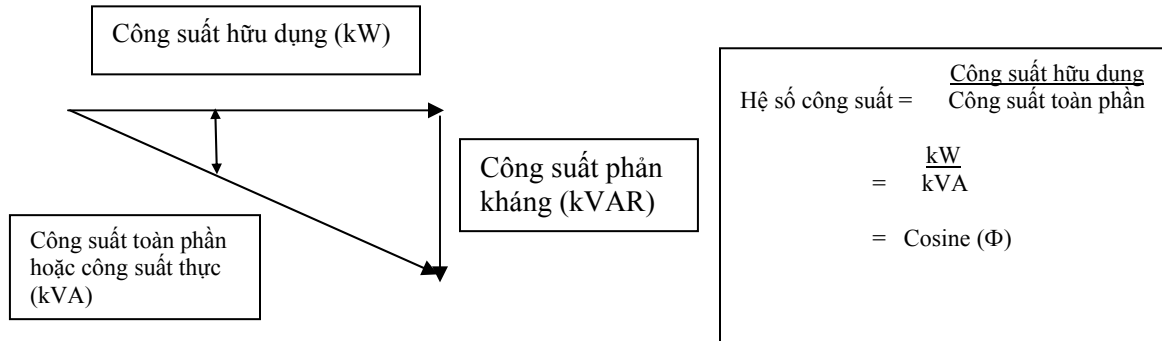 Công suất hữu dụng (kW)
Công suất phản
kháng (kVAR)
Công suất toàn phần
hoặc công suất thực
(kVA)
Công suất hữu dụng
Hệ số công suất = Công suất toàn phần
kW
= kVA
= Cosine (Φ)